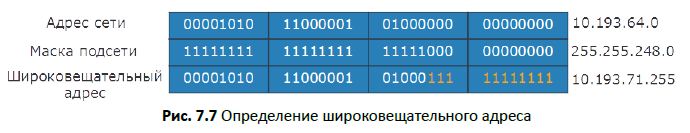 Адрес сети 00001010 11000001 01000000 00000000 10.193.64.0
Маска подсети 11111111 11111111 11111000 00000000 255.255.248.0
Широковещательный адрес 00001010 11000001 01000111 11111111 10.193.71.255
Рис. 7.7 Определение широковещательного адреса